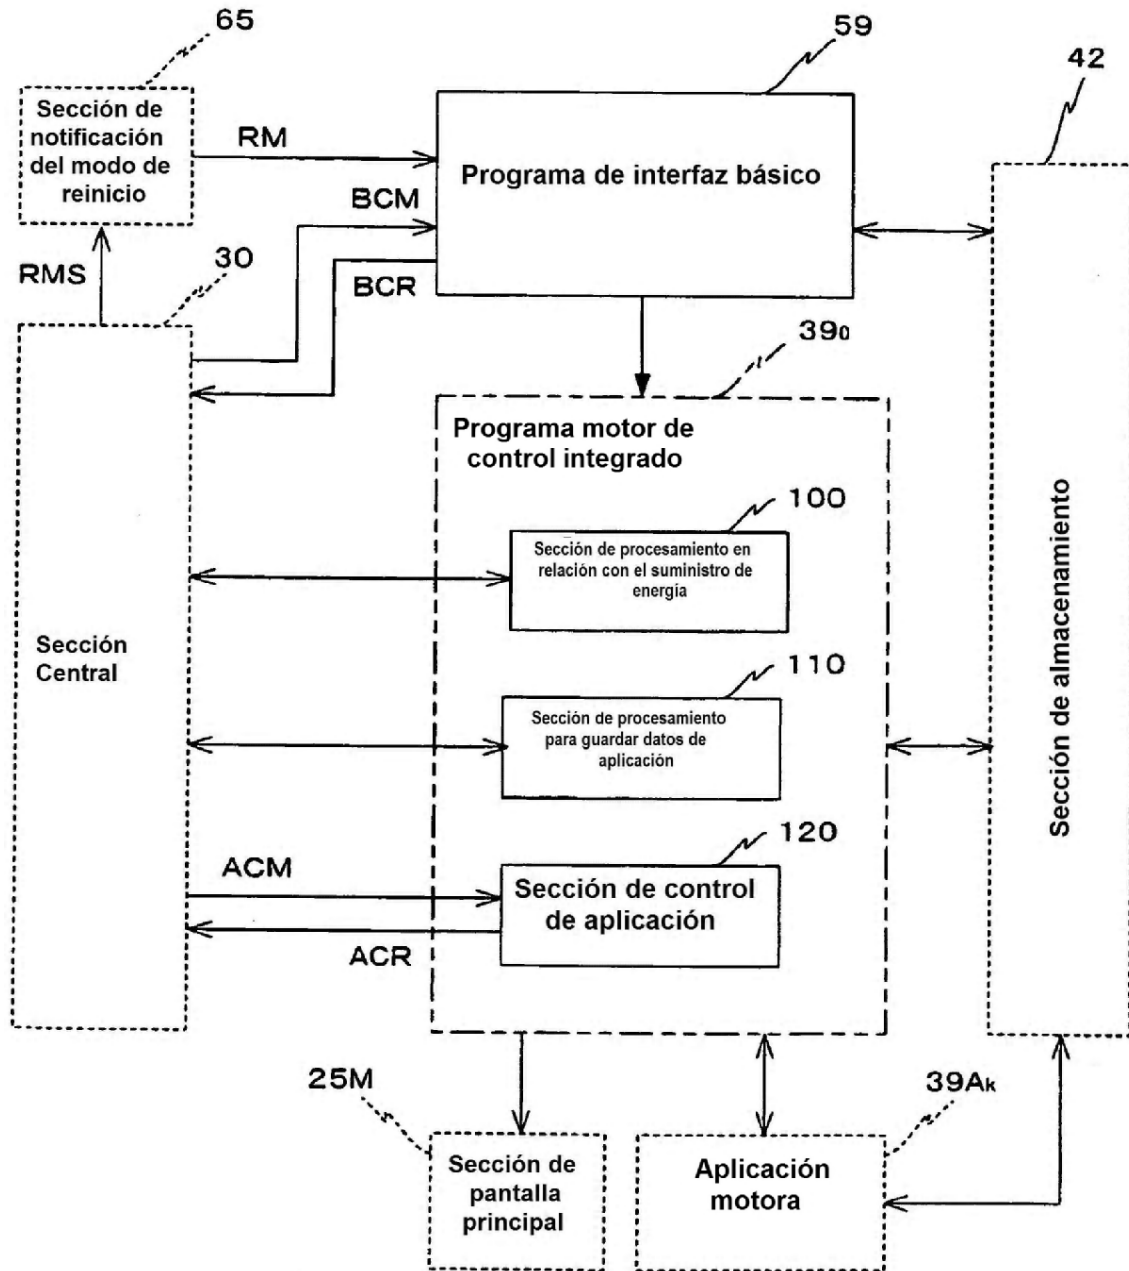 65
59
42
Sección de
notificación
del modo de
reinicio
RM
Programa de interfaz básico
BCM
BCR
RMS
30
39₀
Programa motor de
control integrado
100
Sección de procesamiento en
relación con el suministro de
energía
Sección
Central
110
Sección de procesamiento
para guardar datos de
aplicación
Sección de almacenamiento
120
ACM
Sección de control
de aplicación
ACR
25M
39Aₖ
Sección de
pantalla
principal
Aplicación
motora